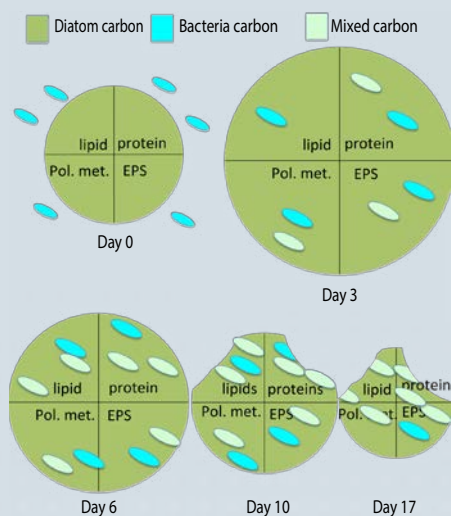 Diatom carbon Bacteria carbon Mixed carbon
lipid protein
Pol. met. EPS
Day 0
lipid protein
Pol. met. EPS
Day 3
lipid protein
Pol. met. EPS
Day 6
lipids proteins
Pol. met. EPS
Day 10
lipid protein
Pol. met. EPS
Day 17